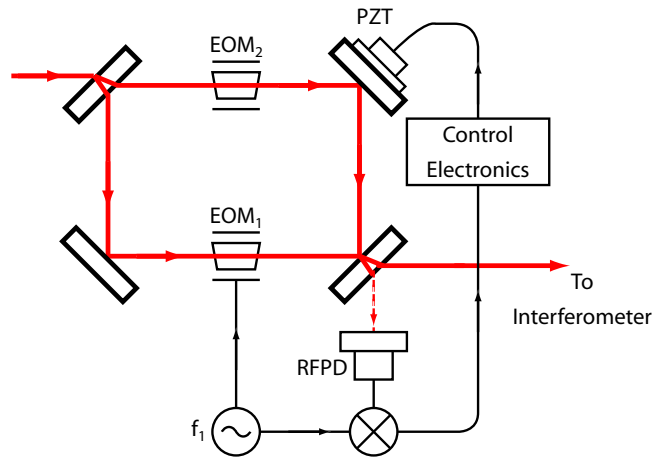 PZT
EOM₂
Control
Electronics
EOM₁
To
Interferometer
RFPD
f₁